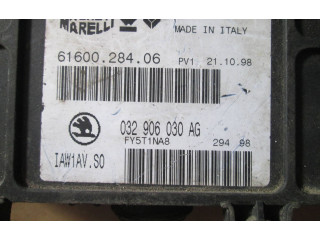 MARELLI
MADE IN ITALY
61600.284.06 PV1 21.10.98
032 906 030 AG
FY5T1NA8 294 98
IAW1AV.S0